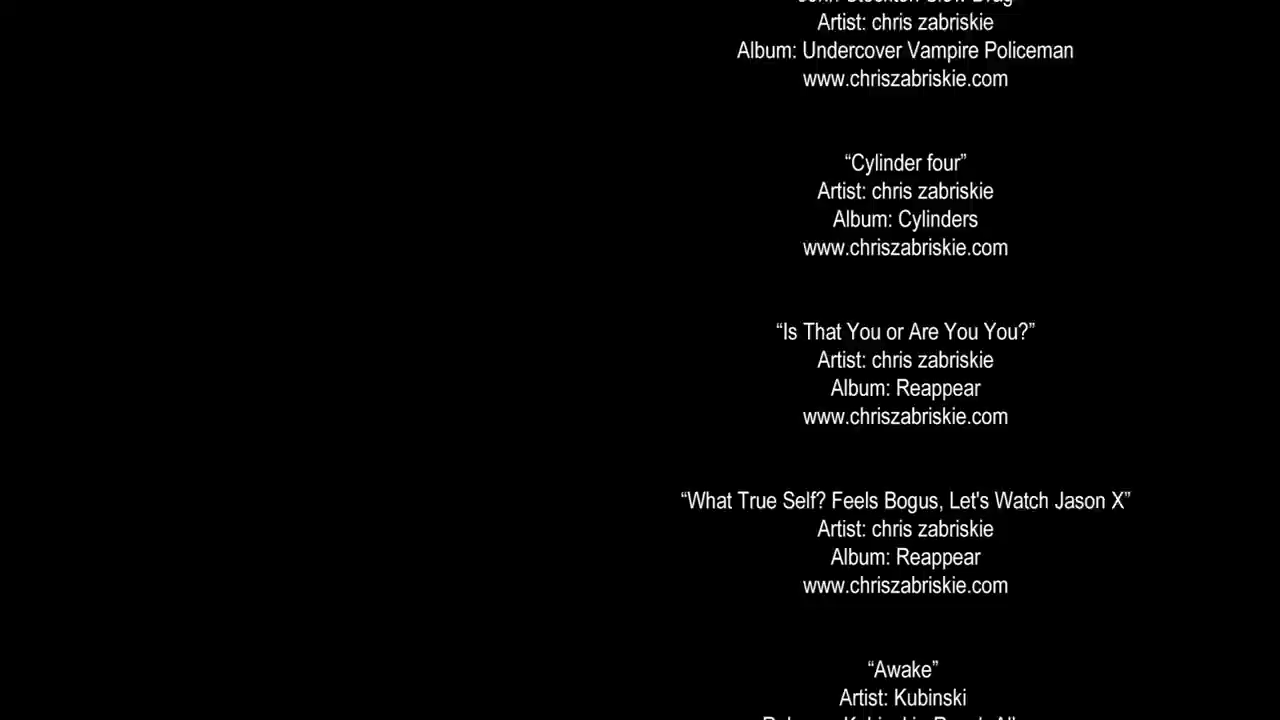 Artist: chris zabriskie
Album: Undercover Vampire Policeman
www.chriszabriskie.com
“Cylinder four”
Artist: chris zabriskie
Album: Cylinders
www.chriszabriskie.com
“Is That You or Are You You?”
Artist: chris zabriskie
Album: Reappear
www.chriszabriskie.com
“What True Self? Feels Bogus, Let's Watch Jason X”
Artist: chris zabriskie
Album: Reappear
www.chriszabriskie.com
“Awake”
Artist: Kubinski